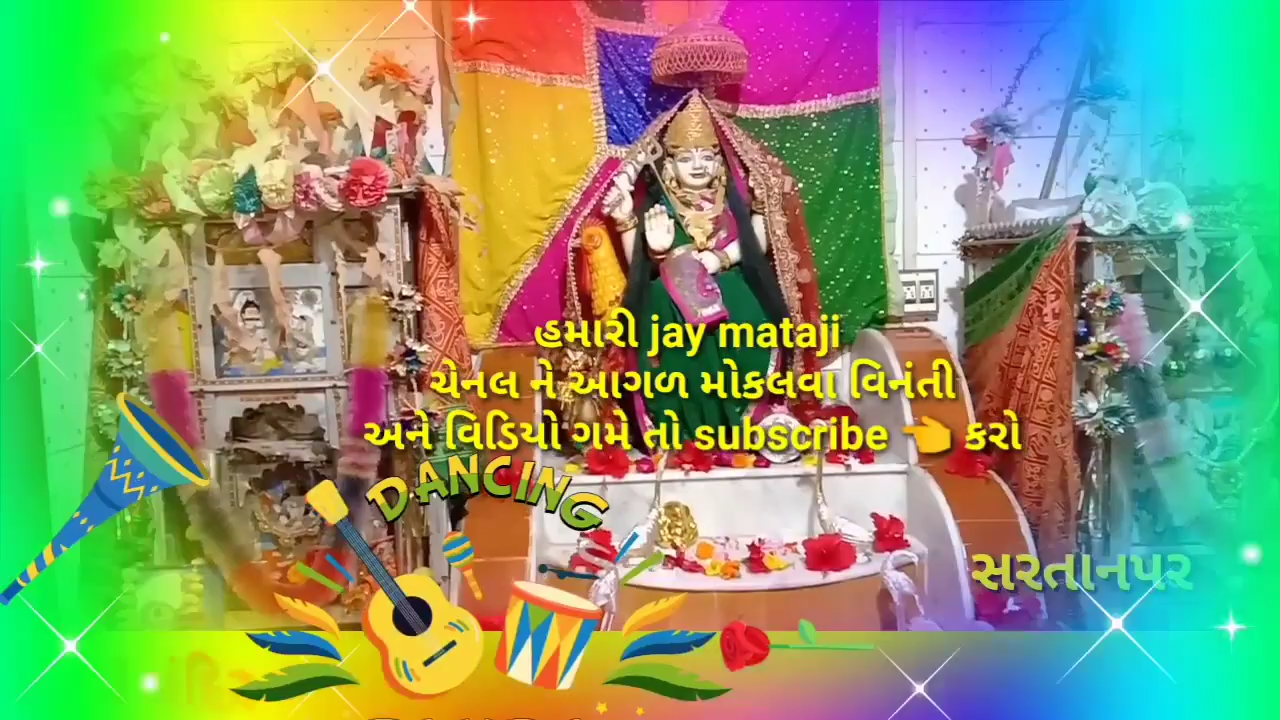 હમારી jay mataji
ચેનલ ને આગળ મોકલવા વિનંતી
અને વિડિયો ગમે તો subscribe 👈 કરો
DANCING
સરતાનપર